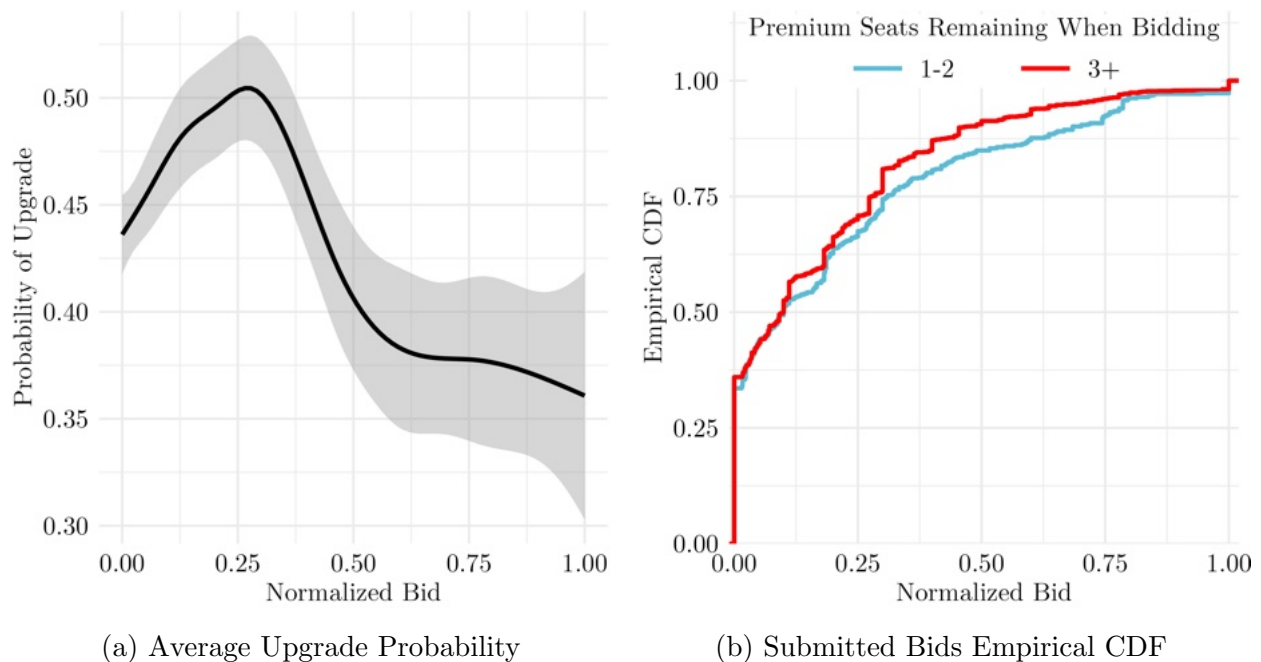 0.50
0.45
0.40
0.35
0.30
Probability of Upgrade
0.00 0.25 0.50 0.75 1.00
Normalized Bid
(a) Average Upgrade Probability
Premium Seats Remaining When Bidding
1-2 3+
1.00
0.75
0.50
0.25
0.00
Empirical CDF
0.00 0.25 0.50 0.75 1.00
Normalized Bid
(b) Submitted Bids Empirical CDF